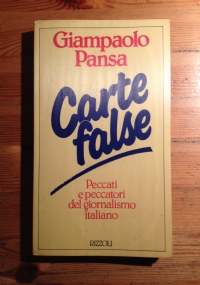 Giampaolo
Pansa
Carte
false
Peccati
e peccatori
del giornalismo
italiano
RIZZOLI